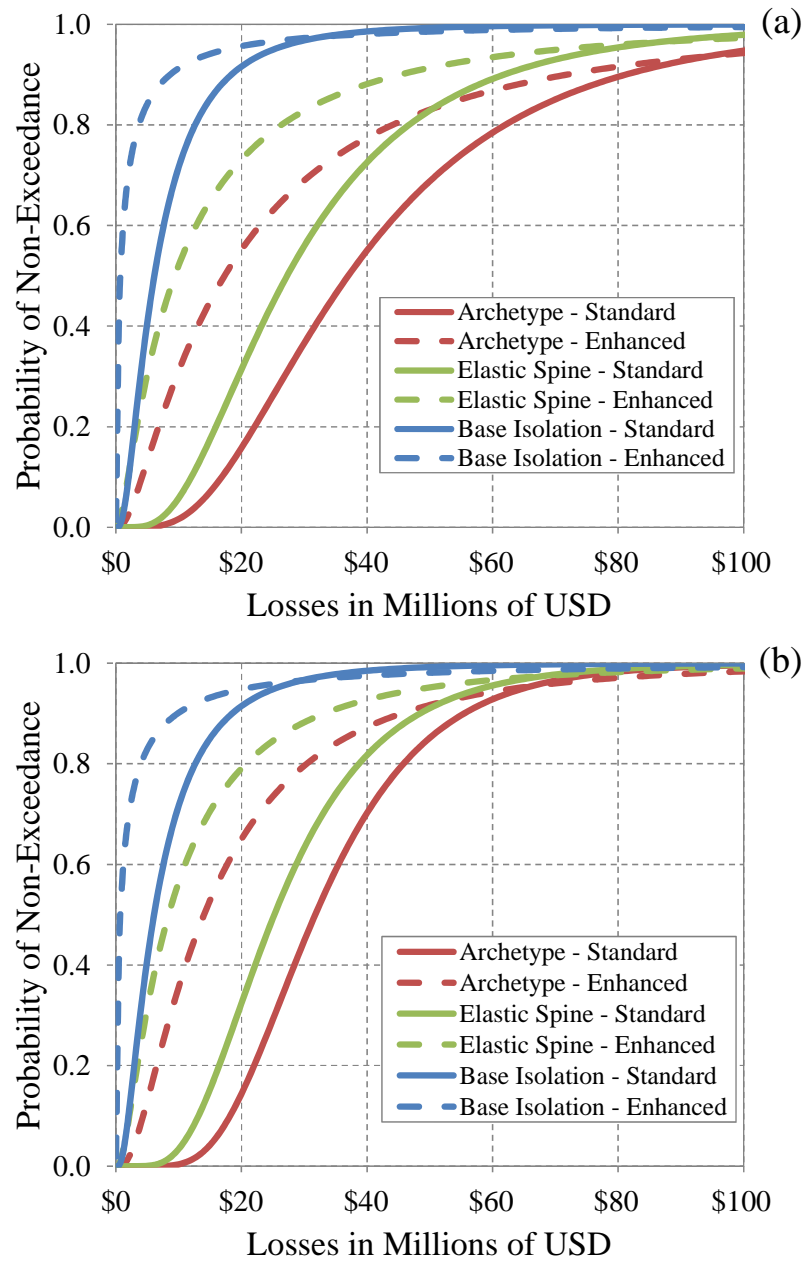 (a)
Probability of Non-Exceedance
1.0
0.8
0.6
0.4
0.2
0.0
Archetype - Standard
Archetype - Enhanced
Elastic Spine - Standard
Elastic Spine - Enhanced
Base Isolation - Standard
Base Isolation - Enhanced
$0 $20 $40 $60 $80 $100
Losses in Millions of USD
(b)
Probability of Non-Exceedance
1.0
0.8
0.6
0.4
0.2
0.0
Archetype - Standard
Archetype - Enhanced
Elastic Spine - Standard
Elastic Spine - Enhanced
Base Isolation - Standard
Base Isolation - Enhanced
$0 $20 $40 $60 $80 $100
Losses in Millions of USD